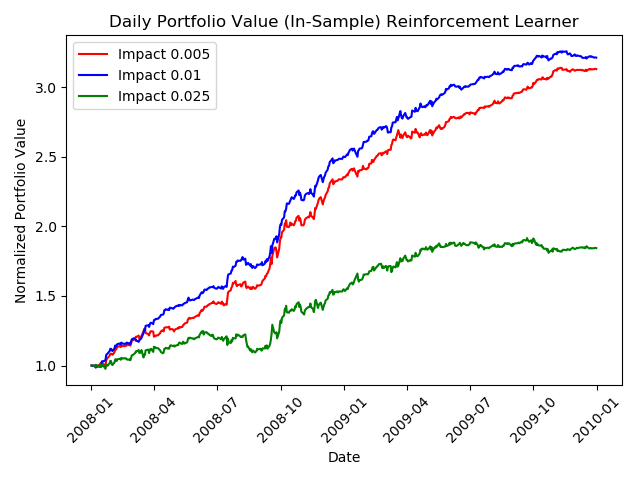 Daily Portfolio Value (In-Sample) Reinforcement Learner
Impact 0.005
Impact 0.01
Impact 0.025
Normalized Portfolio Value
3.0
2.5
2.0
1.5
1.0
2008-01
2008-04
2008-07
2008-10
2009-01
2009-04
2009-07
2009-10
2010-01
Date